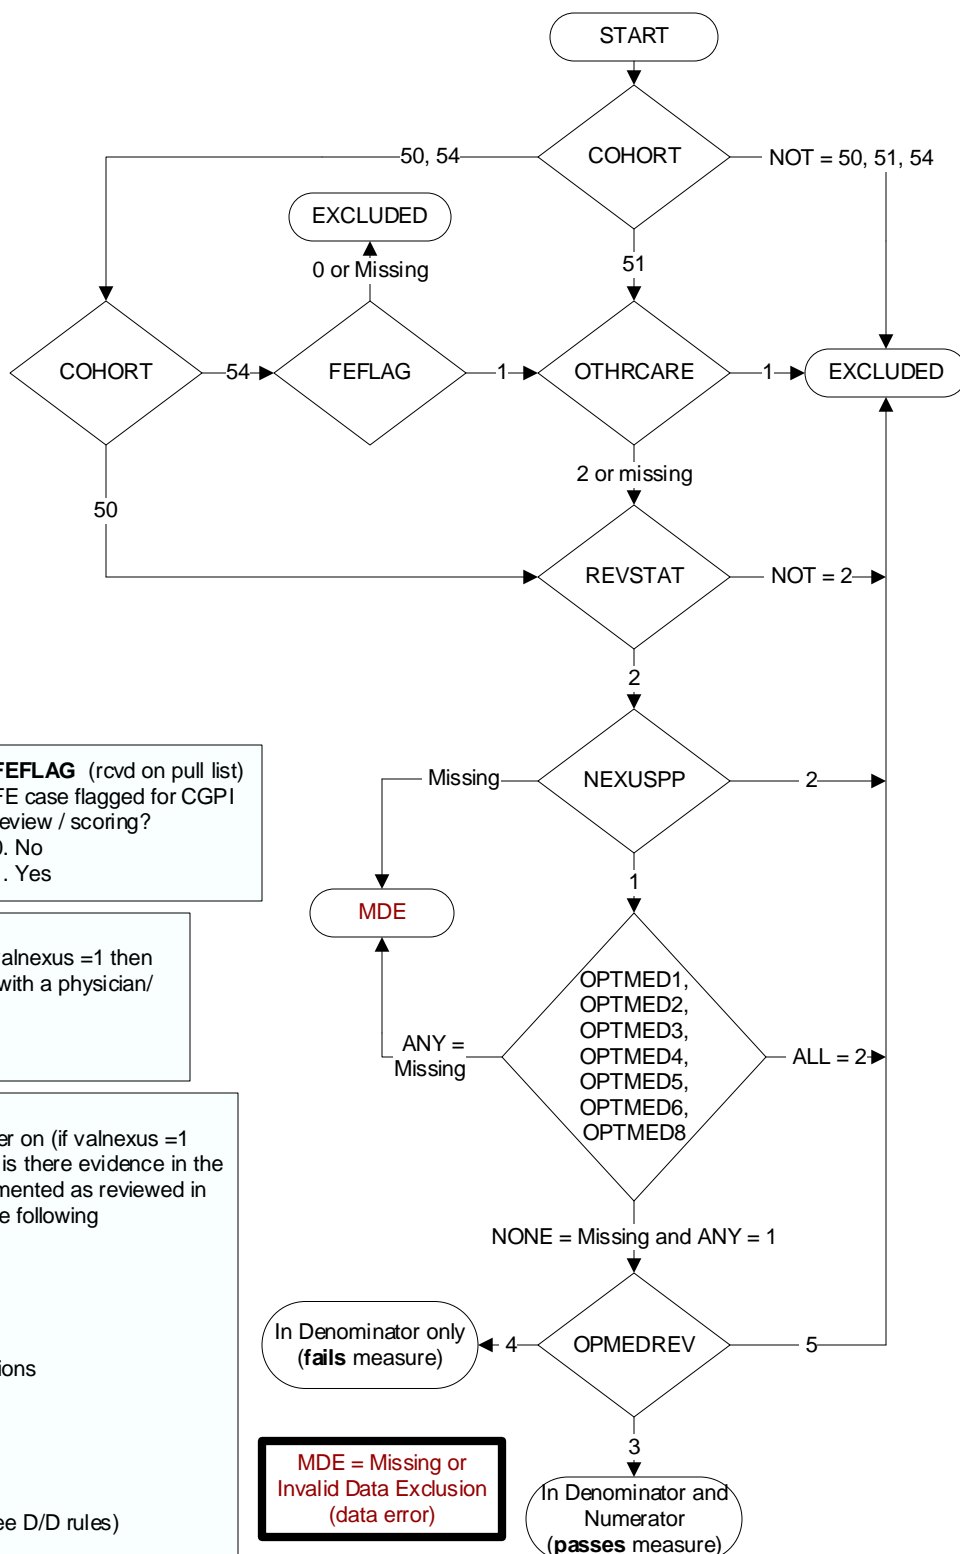 START
COHORT
50, 54
NOT = 50, 51, 54
EXCLUDED
0 or Missing
51
COHORT
54
FEFLAG
1
OTHRCARE
1
EXCLUDED
2 or missing
50
REVSTAT
NOT = 2
2
FEFLAG (rcvd on pull list)
FE case flagged for CGPI
review / scoring?
0. No
1. Yes
Missing
NEXUSPP
2
1
MDE
valnexus =1 then
with a physician/
OPTMED1,
OPTMED2,
OPTMED3,
OPTMED4,
OPTMED5,
OPTMED6,
OPTMED8
ANY =
Missing
ALL = 2
er on (if valnexus =1
is there evidence in the
mented as reviewed in
e following
ions
ee D/D rules)
NONE = Missing and ANY = 1
In Denominator only
(fails measure)
4
OPMEDREV
5
3
MDE = Missing or
Invalid Data Exclusion
(data error)
In Denominator and
Numerator
(passes measure)